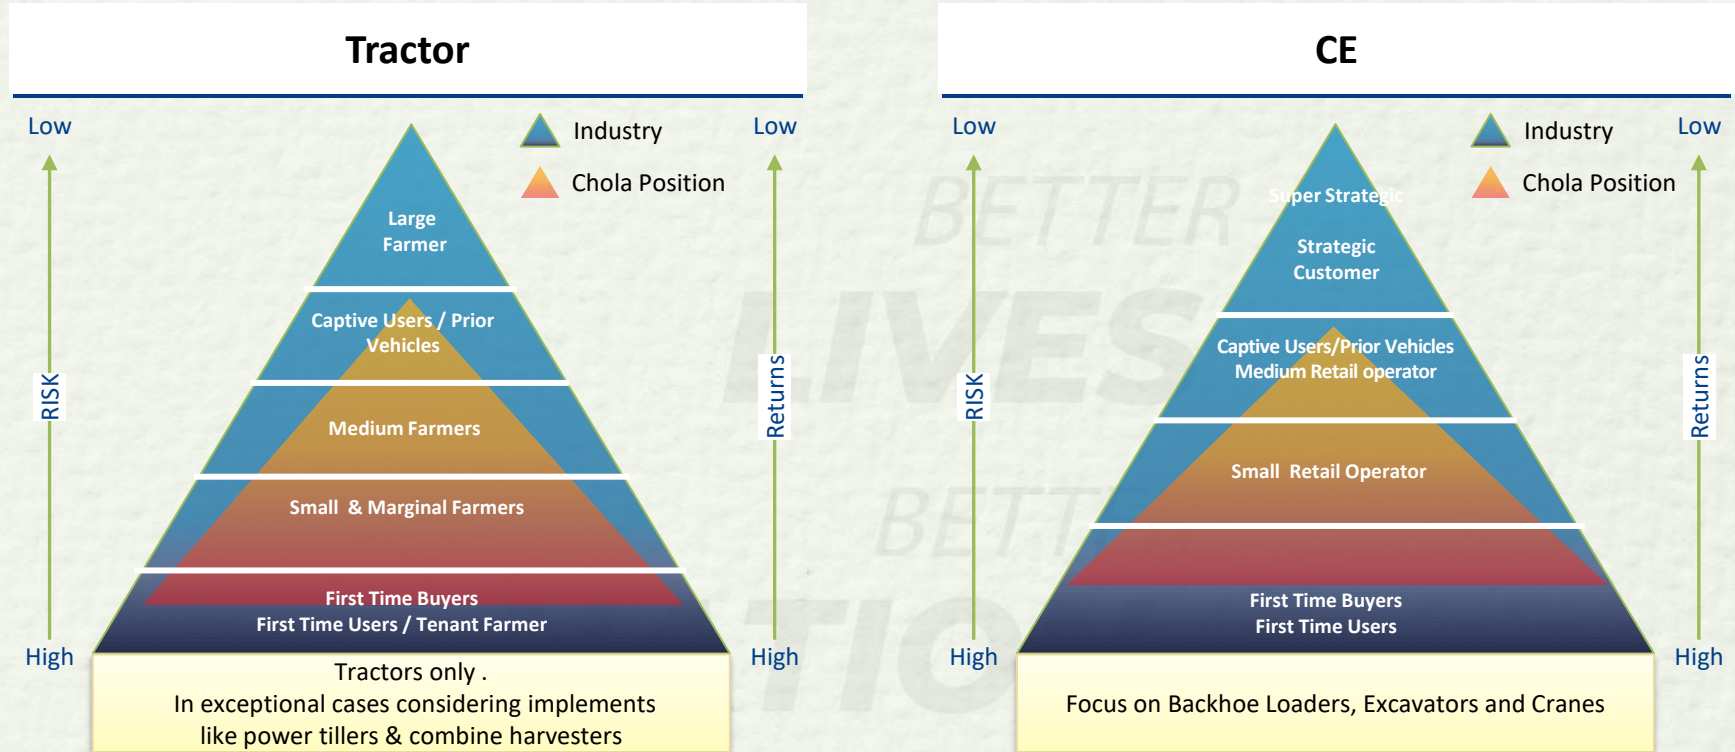 Tractor
Low
Industry
Chola Position
Low
Large
Farmer
Captive Users / Prior
Vehicles
RISK
Returns
Medium Farmers
Small & Marginal Farmers
First Time Buyers
First Time Users / Tenant Farmer
High
High
Tractors only .
In exceptional cases considering implements
like power tillers & combine harvesters
CE
Low
Industry
Chola Position
Low
Super Strategic
Strategic
Customer
Captive Users/Prior Vehicles
Medium Retail operator
RISK
Returns
Small Retail Operator
First Time Buyers
First Time Users
High
High
Focus on Backhoe Loaders, Excavators and Cranes
BETTER
LIVES
BETTER